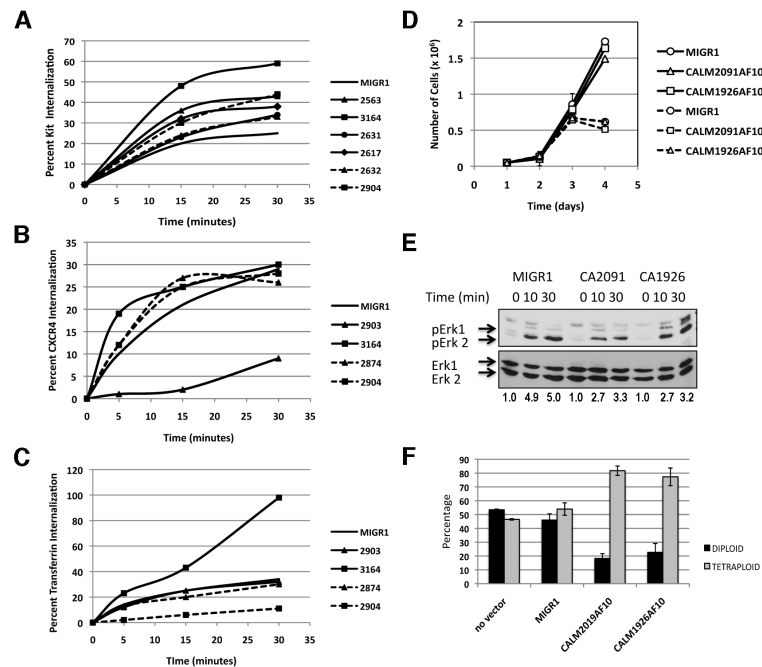 A
Percent Kit Internalization
70
60
50
40
30
20
10
0
0 5 10 15 20 25 30 35
Time (minutes)
MIGR1
2563
3164
2631
2617
2632
2904
B
Percent CXCR4 Internalization
35
30
25
20
15
10
5
0
0 5 10 15 20 25 30 35
Time (minutes)
MIGR1
2903
3164
2874
2904
C
Percent Transferrin Internalization
120
100
80
60
40
20
0
0 5 10 15 20 25 30 35
TIme (minutes)
MIGR1
2903
3164
2874
2904
D
Number of Cells (x 10⁶)
2
1.5
1
0.5
0
0 1 2 3 4 5
Time (days)
MIGR1
CALM2091AF10
CALM1926AF10
MIGR1
CALM2091AF10
CALM1926AF10
E
MIGR1 CA2091 CA1926
Time (min) 0 10 30 0 10 30 0 10 30
pErk1
pErk 2
Erk1
Erk 2
1.0 4.9 5.0 1.0 2.7 3.3 1.0 2.7 3.2
F
Percentage
90
80
70
60
50
40
30
20
10
0
no vector
MIGR1
CALM2019AF10
CALM1926AF10
DIPLOID
TETRAPLOID